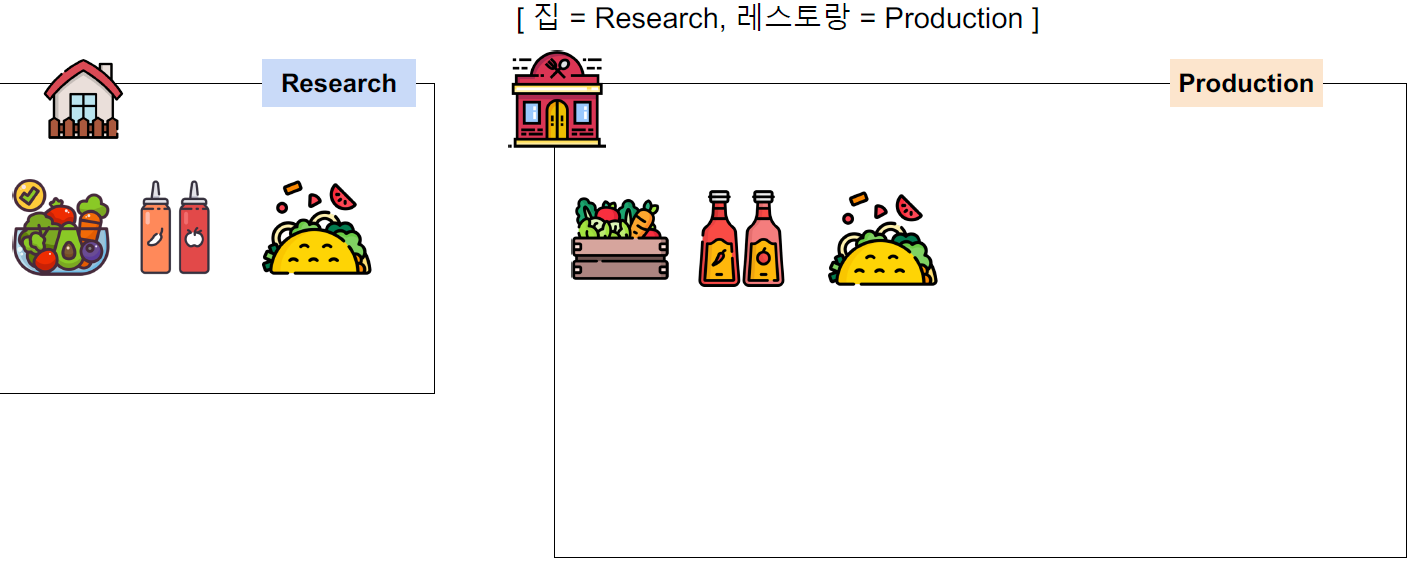 [ 집 = Research, 레스토랑 = Production ]
Research
Production